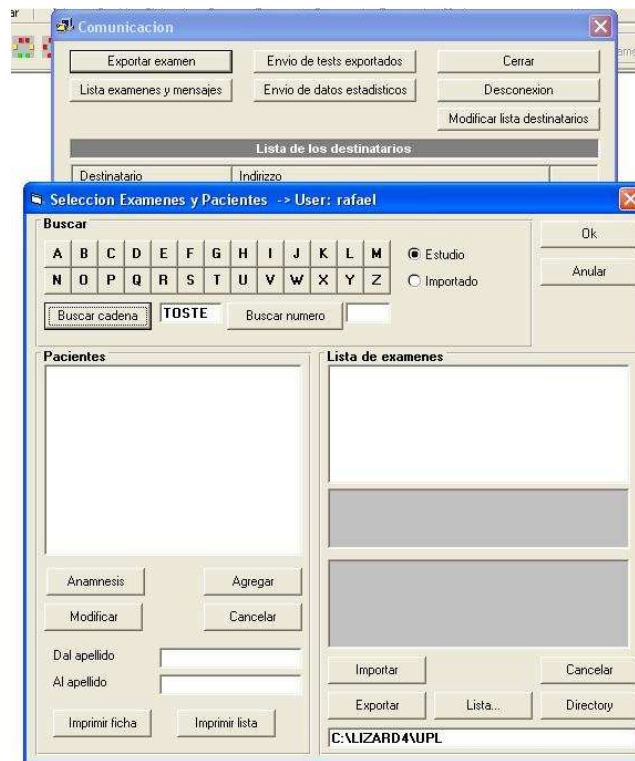 Comunicacion
Exportar examen Envio de tests exportados Cerrar
Lista examenes y mensajes Envio de datos estadisticos Desconexion
Modificar lista destinatarios
Lista de los destinatarios
Destinatario Indirizzo
Seleccion Examenes y Pacientes -> User: rafael
Buscar
Ok
A B C D E F G H I J K L M Estudio
Anular
N O P Q R S T U V W X Y Z Importado
Buscar cadena TOSTE Buscar numero
Pacientes Lista de examenes
Anamnesis Agregar
Modificar Cancelar
Dal apellido
Al apellido
Importar Cancelar
Exportar Lista... Directory
Imprimir ficha Imprimir lista
C:\LIZARD4\UPL